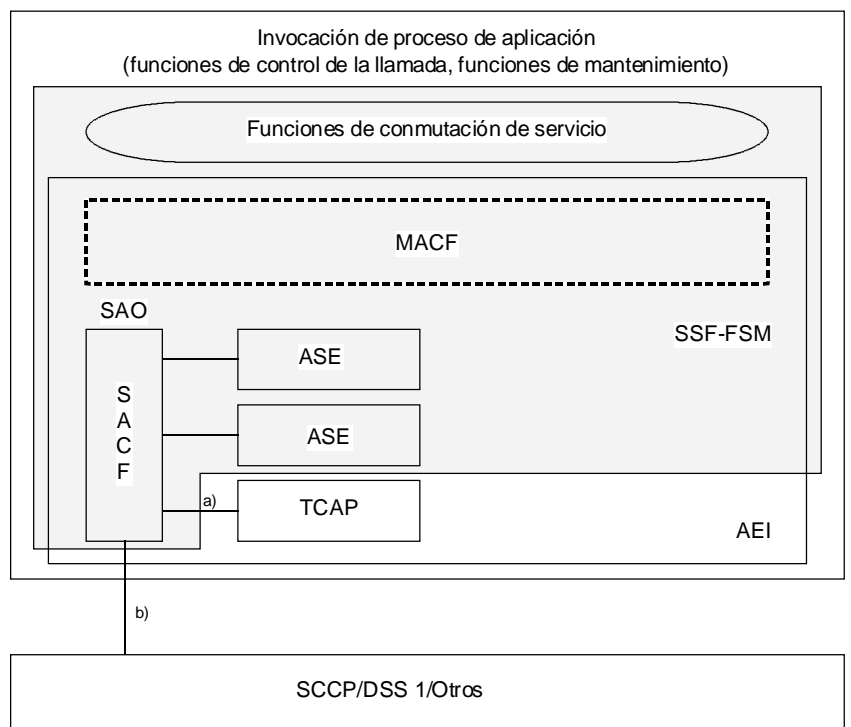 Invocación de proceso de aplicación
(funciones de control de la llamada, funciones de mantenimiento)
Funciones de conmutación de servicio
MACF
SAO
SSF-FSM
ASE
S
A
C
F
ASE
a)
TCAP
AEI
b)
SCCP/DSS 1/Otros